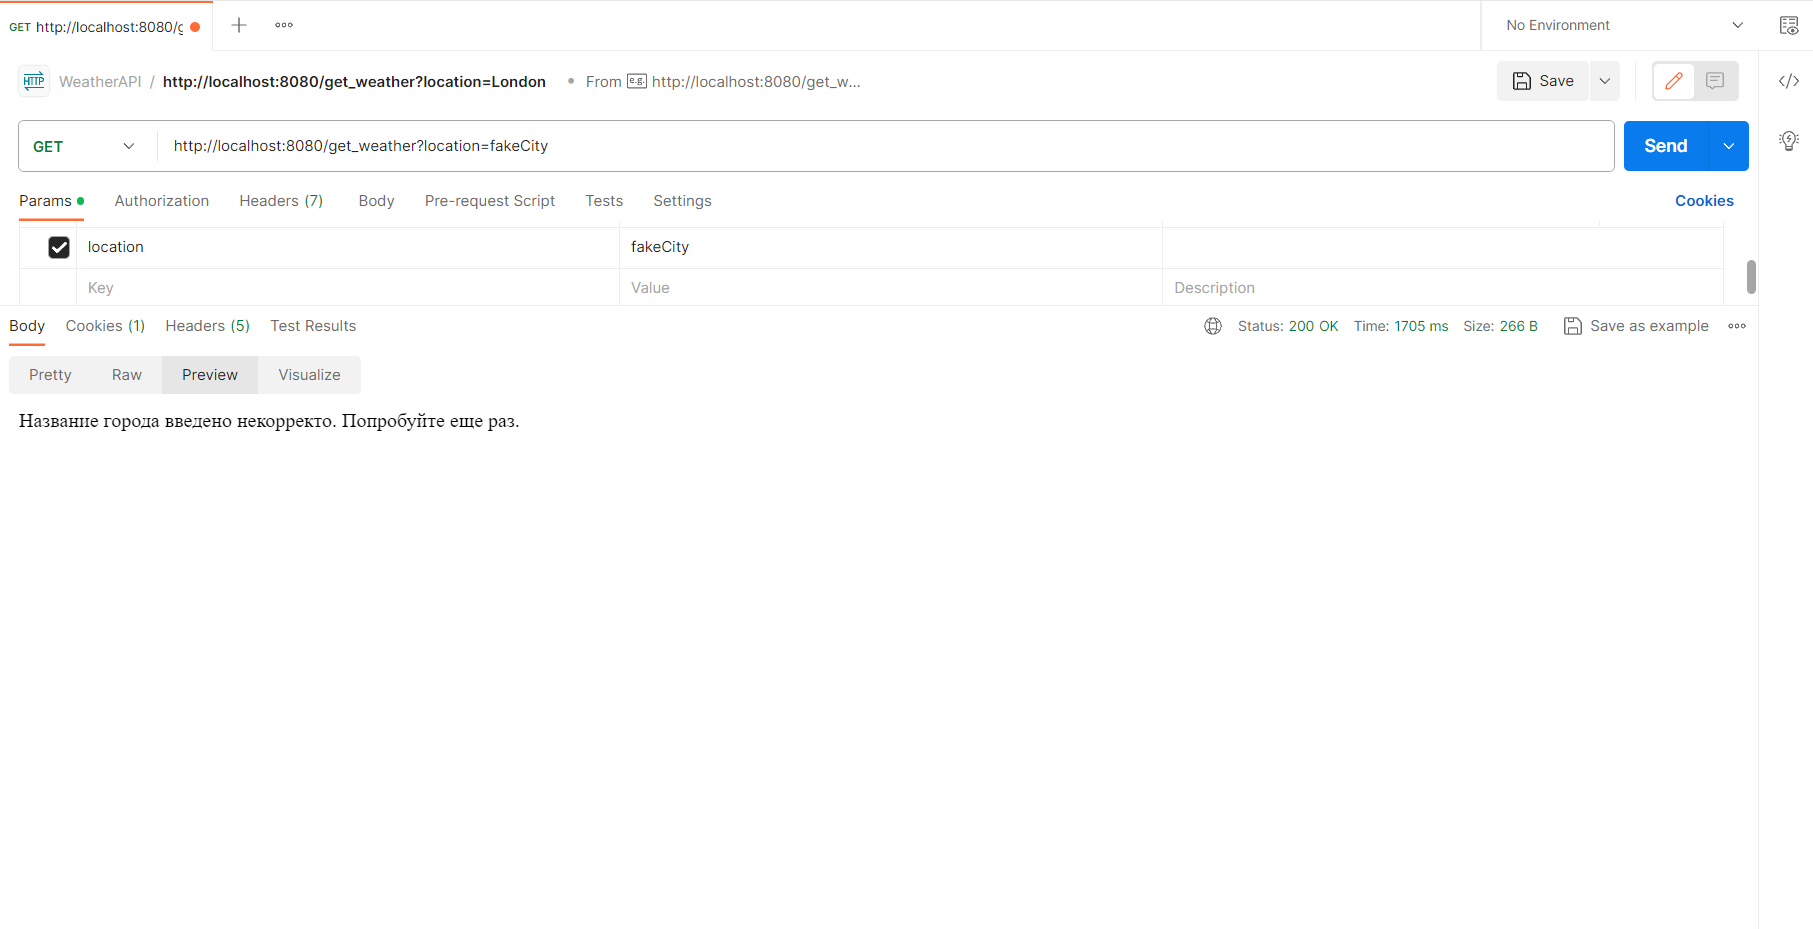 GET http://localhost:8080/g
No Environment
HTTP WeatherAPI / http://localhost:8080/get_weather?location=London • From e.g. http://localhost:8080/get_w...
Save
GET http://localhost:8080/get_weather?location=fakeCity
Send
Params Authorization Headers (7) Body Pre-request Script Tests Settings Cookies
location fakeCity
Key Value Description
Body Cookies (1) Headers (5) Test Results Status: 200 OK Time: 1705 ms Size: 266 B Save as example
Pretty Raw Preview Visualize
Название города введено некорректо. Попробуйте еще раз.